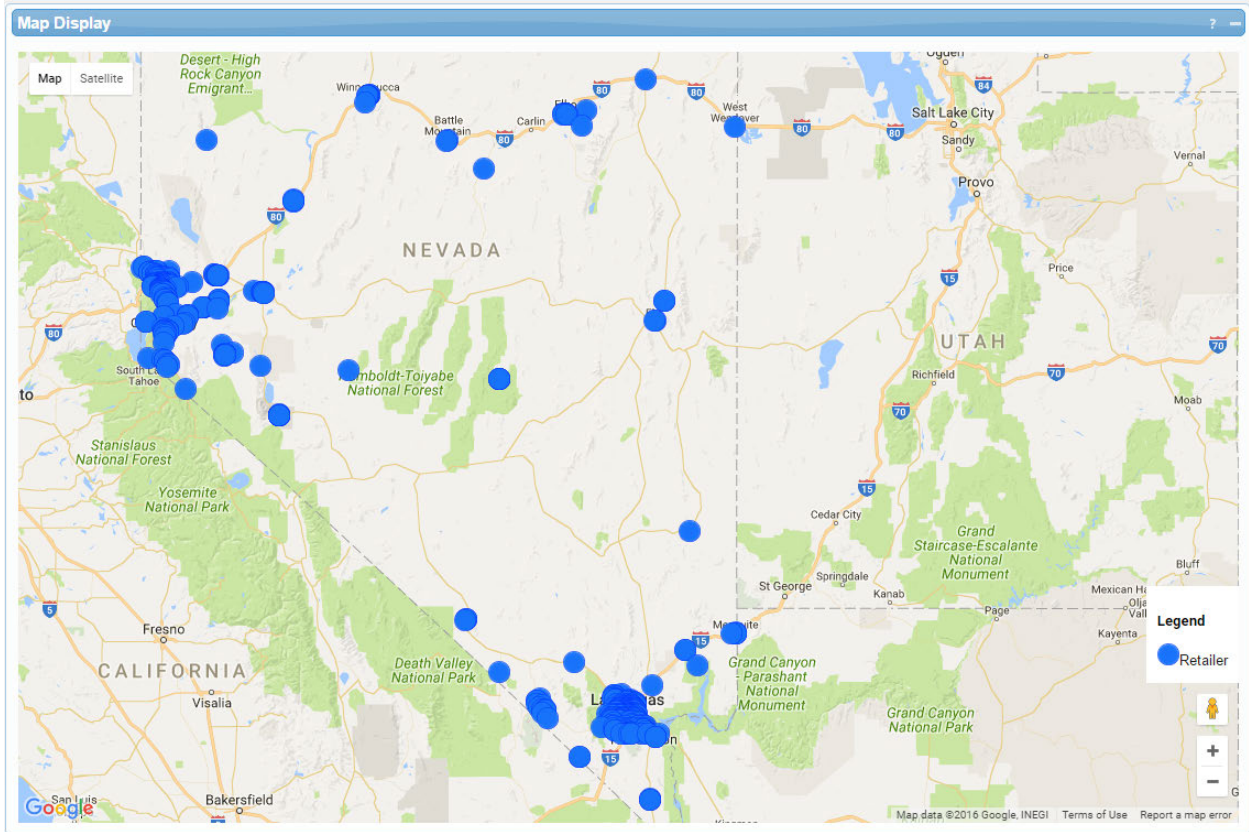 Map Display
? −
Map
Satellite
Desert - High
Rock Canyon
Emigrant...
Ogden
84
80
80
80
West
Battle
Carlin
80
80
80
Salt Lake City
Sandy
Vernal
Provo
80
NEVADA
15
Price
80
UTAH
70
South
Tahoe
Humboldt-Toiyabe
National Forest
Richfield
70
70
to
Moab
Stanislaus
National Forest
Yosemite
National Park
15
Cedar City
Grand
Staircase-Escalante
National
Monument
Bluff
St George
Springdale
Kanab
Page
Mexican
5
Fresno
15
Kayenta
Legend
Retailer
CALIFORNIA
Death Valley
National Park
Grand Canyon
- Parashant
National
Monument
Visalia
Grand Canyon
National Park
15
+
−
Google
San Luis
Bakersfield
Map data ©2016 Google, INEGI
Terms of Use
Report a map error